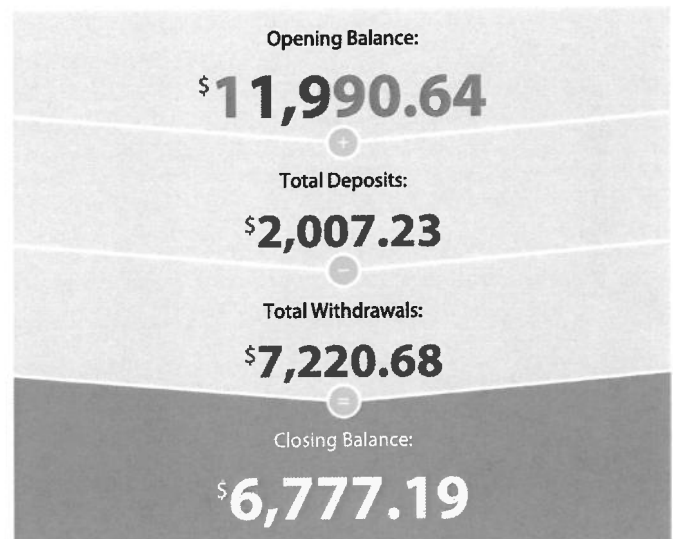 Opening Balance:
$11,990.64
+
Total Deposits:
$2,007.23
−
Total Withdrawals:
$7,220.68
=
Closing Balance:
$6,777.19